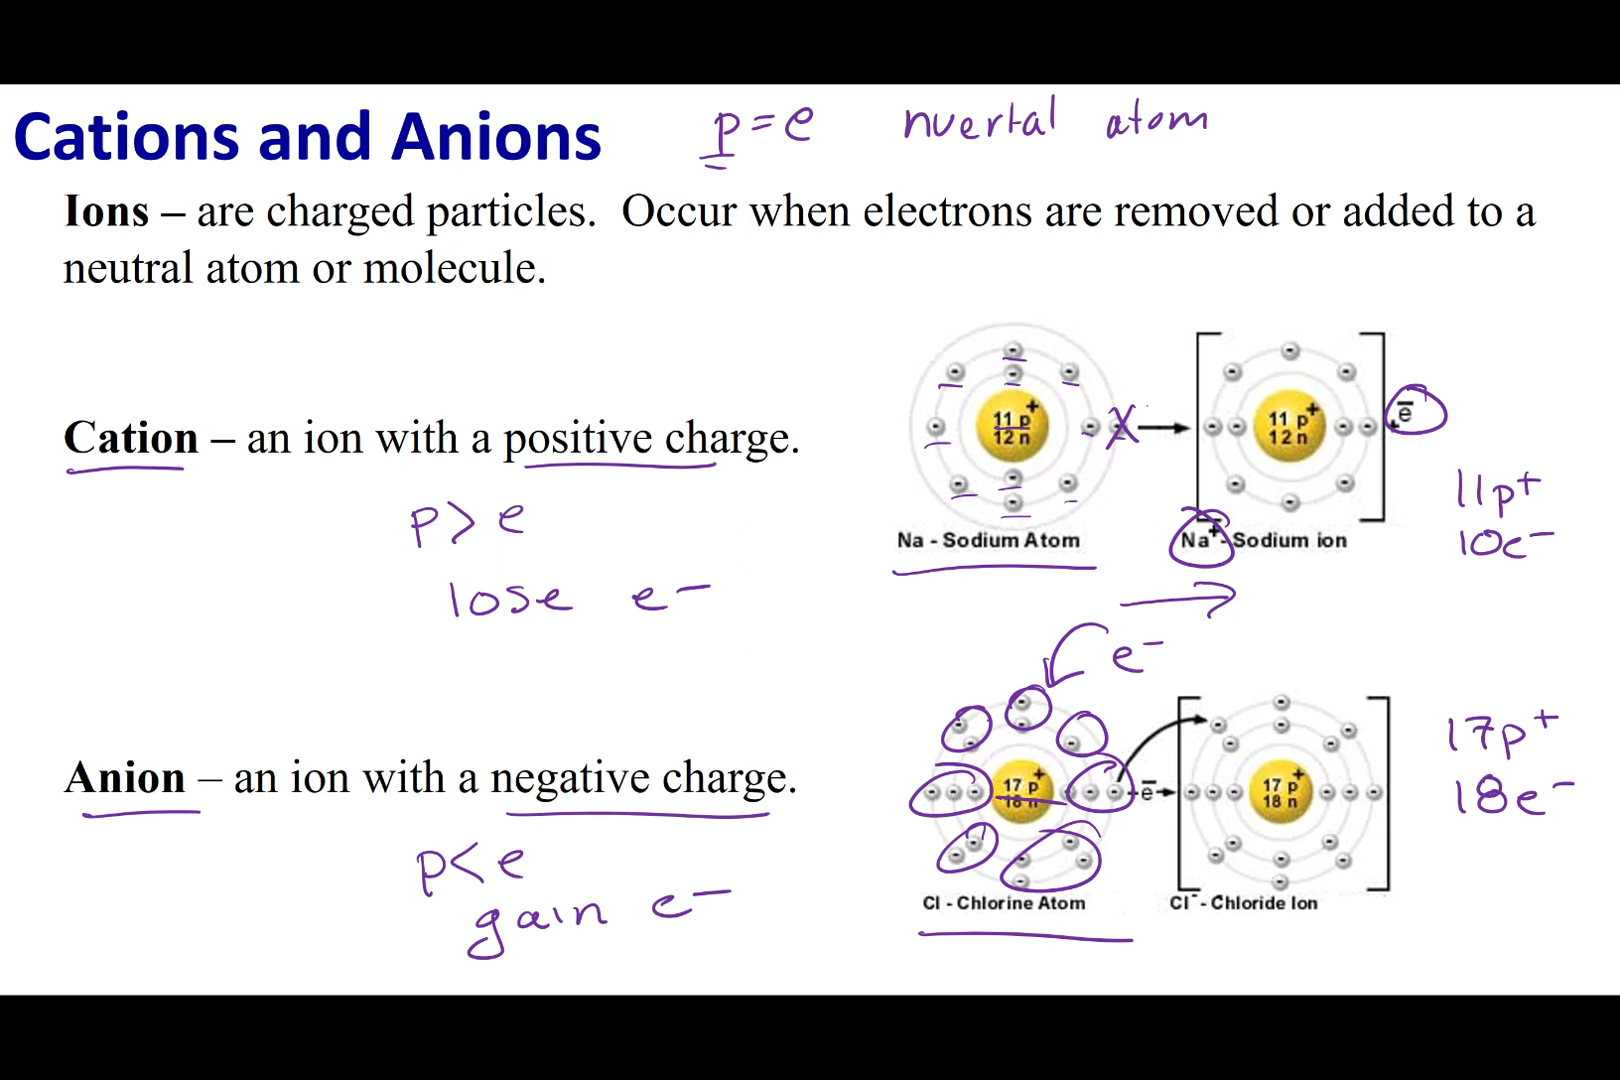 Cations and Anions p = e nuertal atom
Ions – are charged particles. Occur when electrons are removed or added to a
neutral atom or molecule.
Cation – an ion with a positive charge.
p > e
lose e⁻
11 p⁺
12 n
11 p⁺
12 n
+ e̅
Na - Sodium Atom
Na⁺ - Sodium ion
11p⁺
10e⁻
e⁻
Anion – an ion with a negative charge.
p < e
gain e⁻
17 p⁺
18 n
+ e̅
17 p⁺
18 n
Cl - Chlorine Atom
Cl⁻ - Chloride Ion
17p⁺
18e⁻